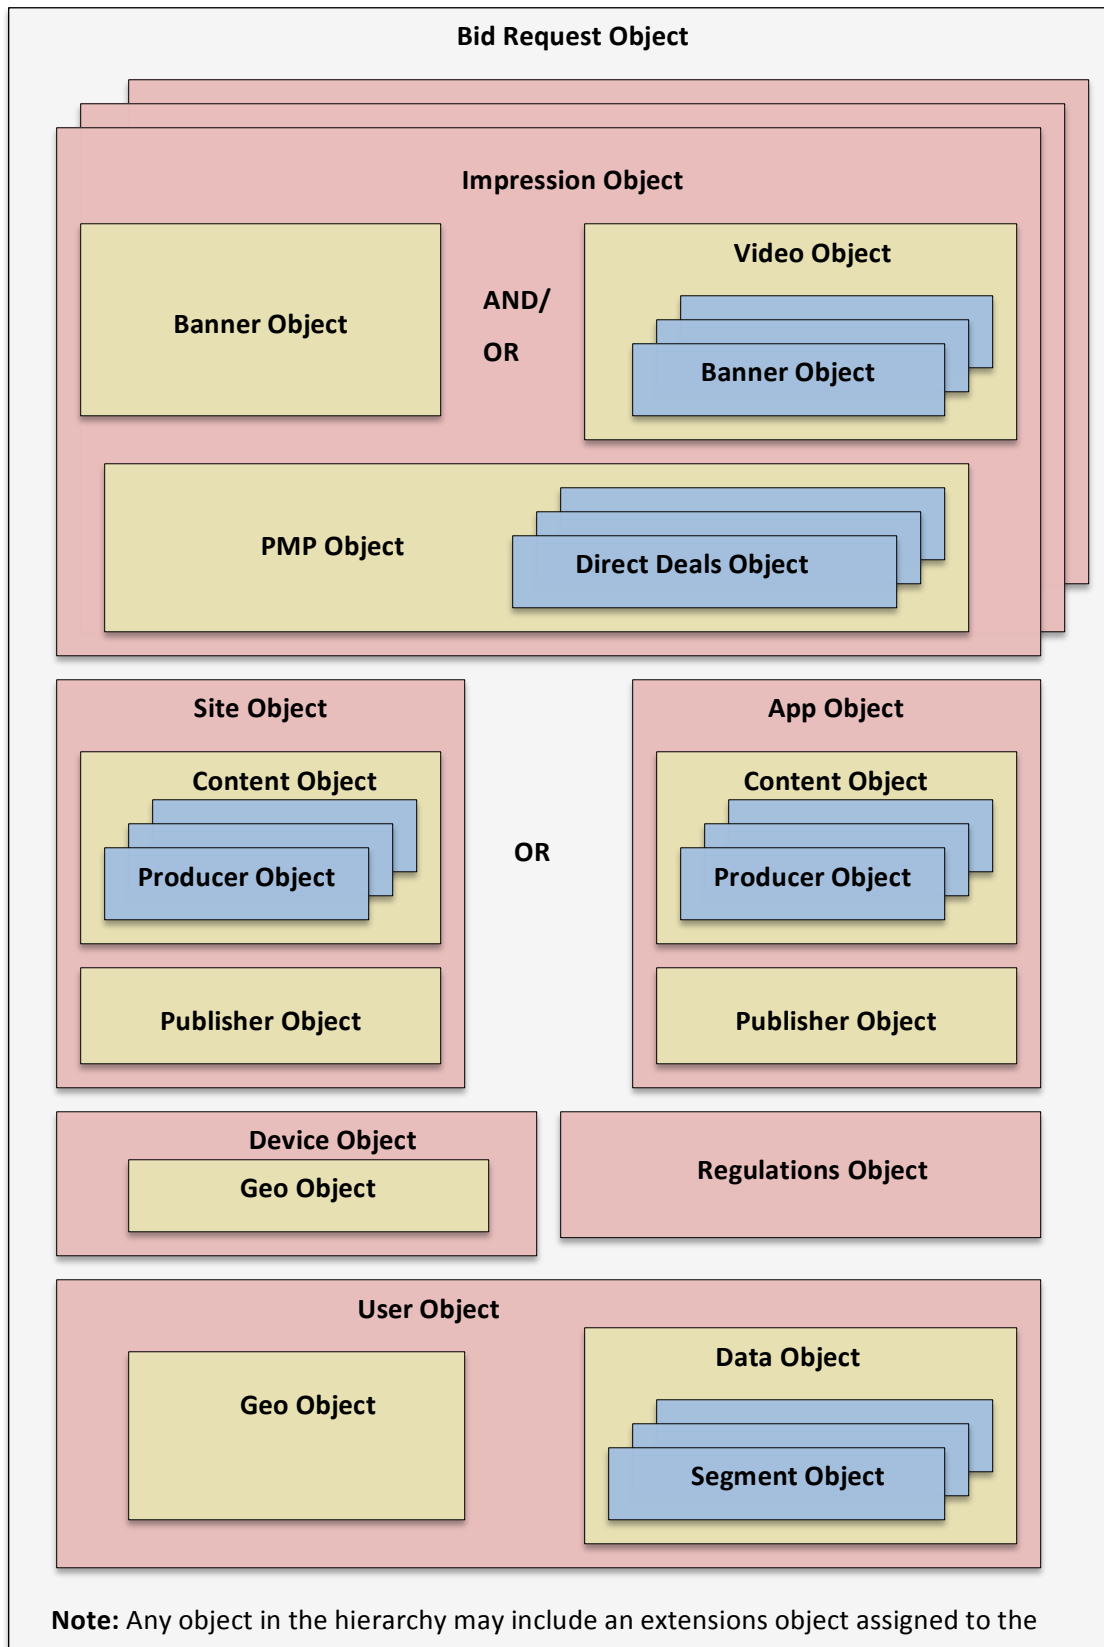 Bid Request Object
Impression Object
Banner Object
AND/
OR
Video Object
Banner Object
PMP Object
Direct Deals Object
Site Object
Content Object
Producer Object
Publisher Object
OR
App Object
Content Object
Producer Object
Publisher Object
Device Object
Geo Object
Regulations Object
User Object
Geo Object
Data Object
Segment Object
Note: Any object in the hierarchy may include an extensions object assigned to the